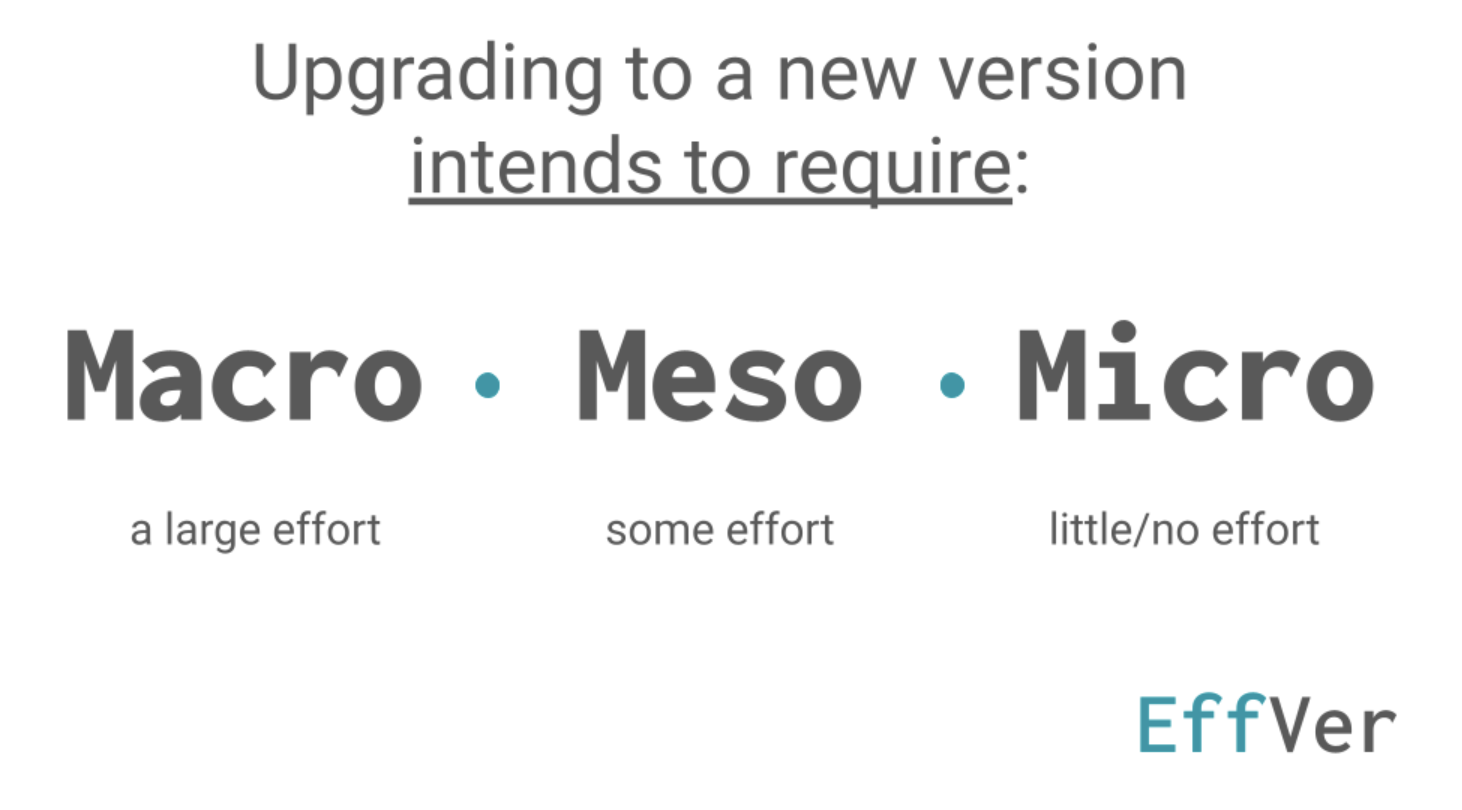 Upgrading to a new version
intends to require:
Macro • Meso • Micro
a large effort some effort little/no effort
EffVer